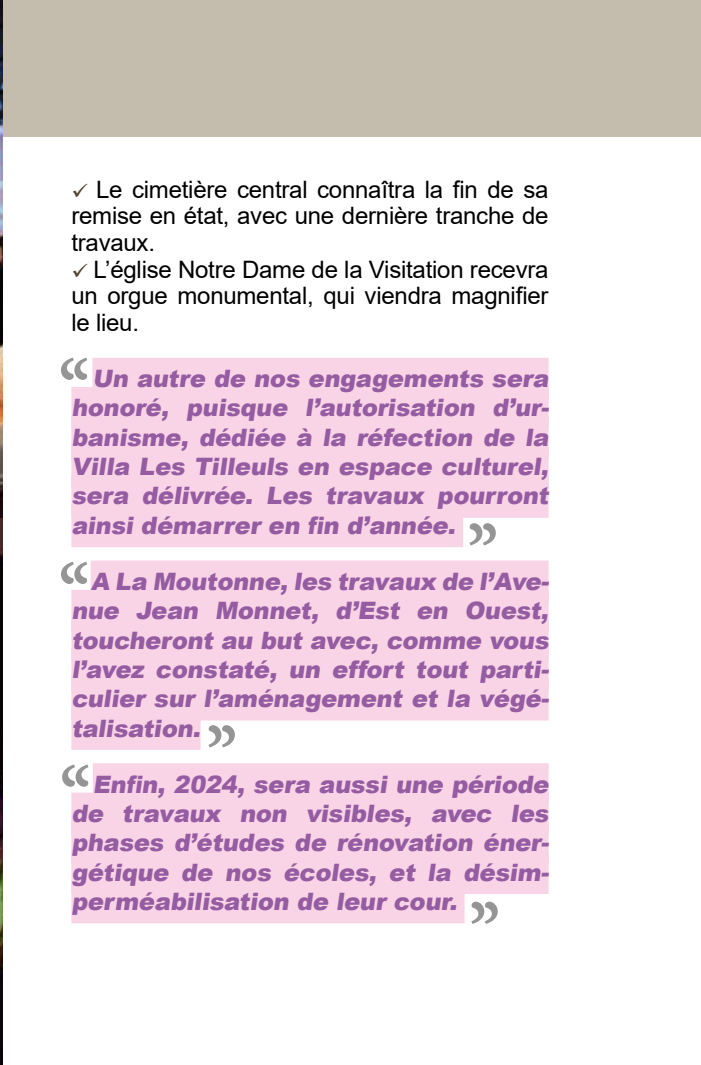 ✓ Le cimetière central connaîtra la fin de sa
remise en état, avec une dernière tranche de
travaux.
✓ L’église Notre Dame de la Visitation recevra
un orgue monumental, qui viendra magnifier
le lieu.
“ Un autre de nos engagements sera
honoré, puisque l’autorisation d’ur-
banisme, dédiée à la réfection de la
Villa Les Tilleuls en espace culturel,
sera délivrée. Les travaux pourront
ainsi démarrer en fin d’année. ”
“ A La Moutonne, les travaux de l’Ave-
nue Jean Monnet, d’Est en Ouest,
toucheront au but avec, comme vous
l’avez constaté, un effort tout parti-
culier sur l’aménagement et la végé-
talisation. ”
“ Enfin, 2024, sera aussi une période
de travaux non visibles, avec les
phases d’études de rénovation éner-
gétique de nos écoles, et la désim-
perméabilisation de leur cour. ”